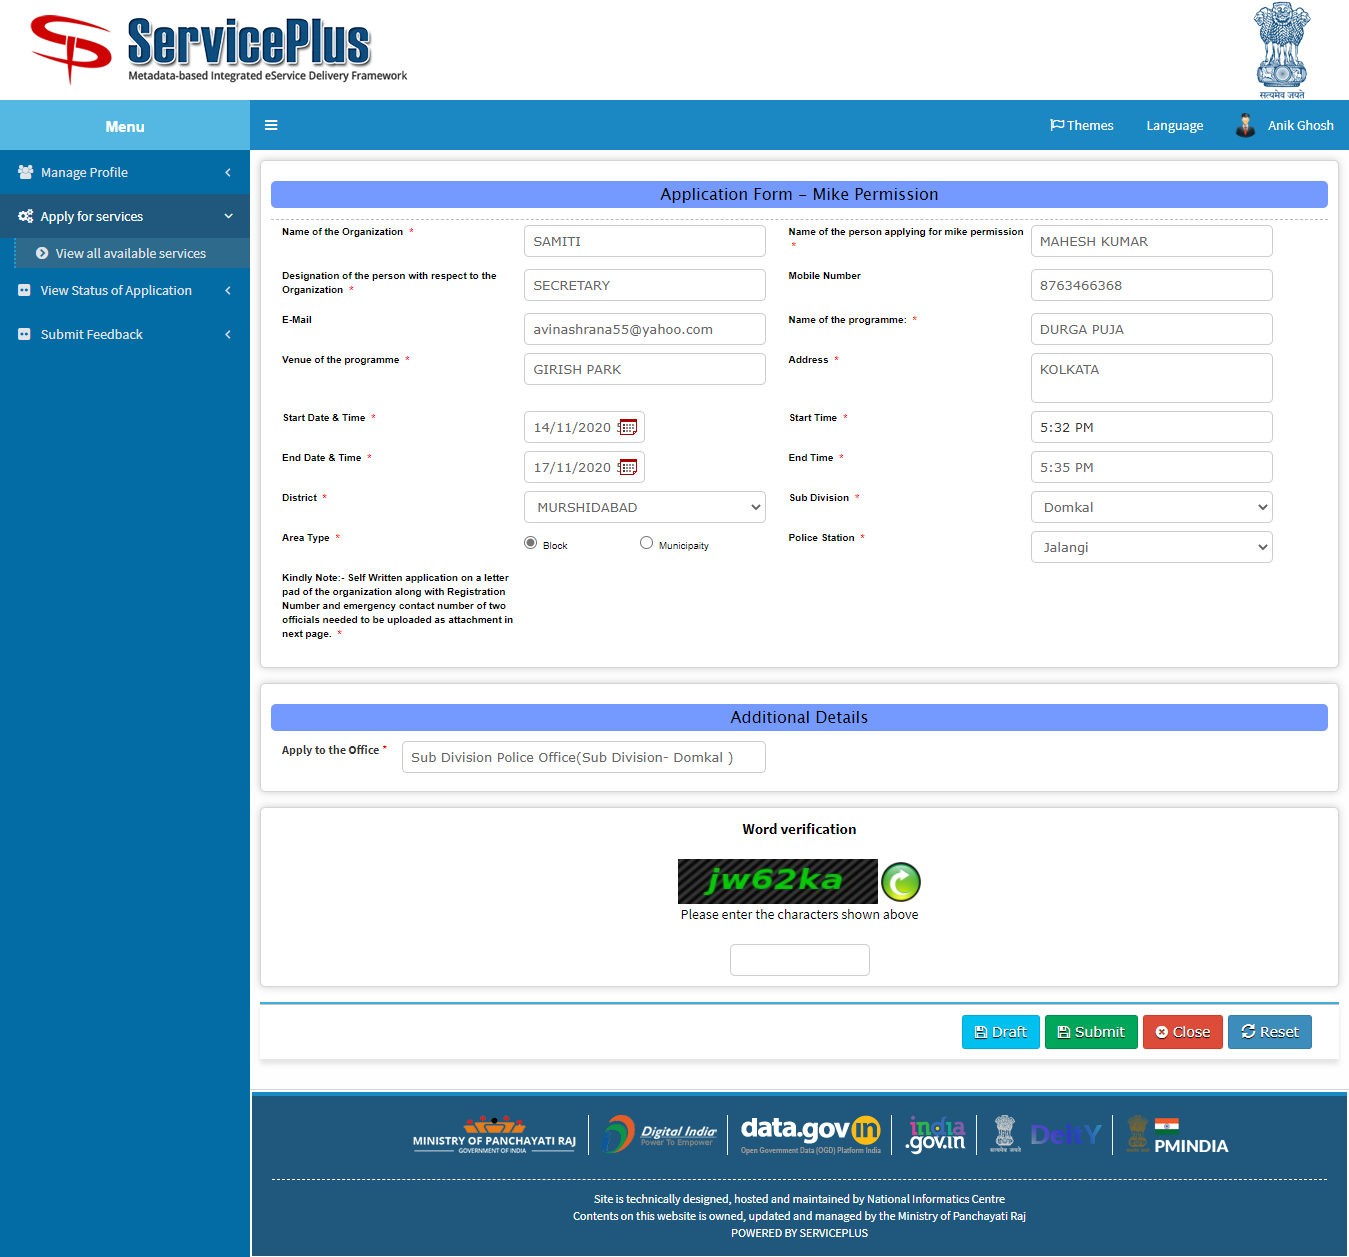 ServicePlus
Metadata-based Integrated eService Delivery Framework
सत्यमेव जयते
Menu
Themes
Language
Anik Ghosh
Manage Profile
Apply for services
View all available services
View Status of Application
Submit Feedback
Application Form – Mike Permission
Name of the Organization *
SAMITI
Name of the person applying for mike permission
*
MAHESH KUMAR
Designation of the person with respect to the
Organization *
SECRETARY
Mobile Number
8763466368
E-Mail
avinashrana55@yahoo.com
Name of the programme: *
DURGA PUJA
Venue of the programme *
GIRISH PARK
Address *
KOLKATA
Start Date & Time *
14/11/2020
Start Time *
5:32 PM
End Date & Time *
17/11/2020
End Time *
5:35 PM
District *
MURSHIDABAD
Sub Division *
Domkal
Area Type *
Block
Municipaity
Police Station *
Jalangi
Kindly Note:- Self Written application on a letter
pad of the organization along with Registration
Number and emergency contact number of two
officials needed to be uploaded as attachment in
next page. *
Additional Details
Apply to the Office *
Sub Division Police Office(Sub Division- Domkal )
Word verification
jw62ka
Please enter the characters shown above
Draft
Submit
Close
Reset
MINISTRY OF PANCHAYATI RAJ
GOVERNMENT OF INDIA
Digital India
Power To Empower
data.gov in
Open Government Data (OGD) Platform India
india
.gov.in
सत्यमेव जयते
DeitY
PMINDIA
Site is technically designed, hosted and maintained by National Informatics Centre
Contents on this website is owned, updated and managed by the Ministry of Panchayati Raj
POWERED BY SERVICEPLUS